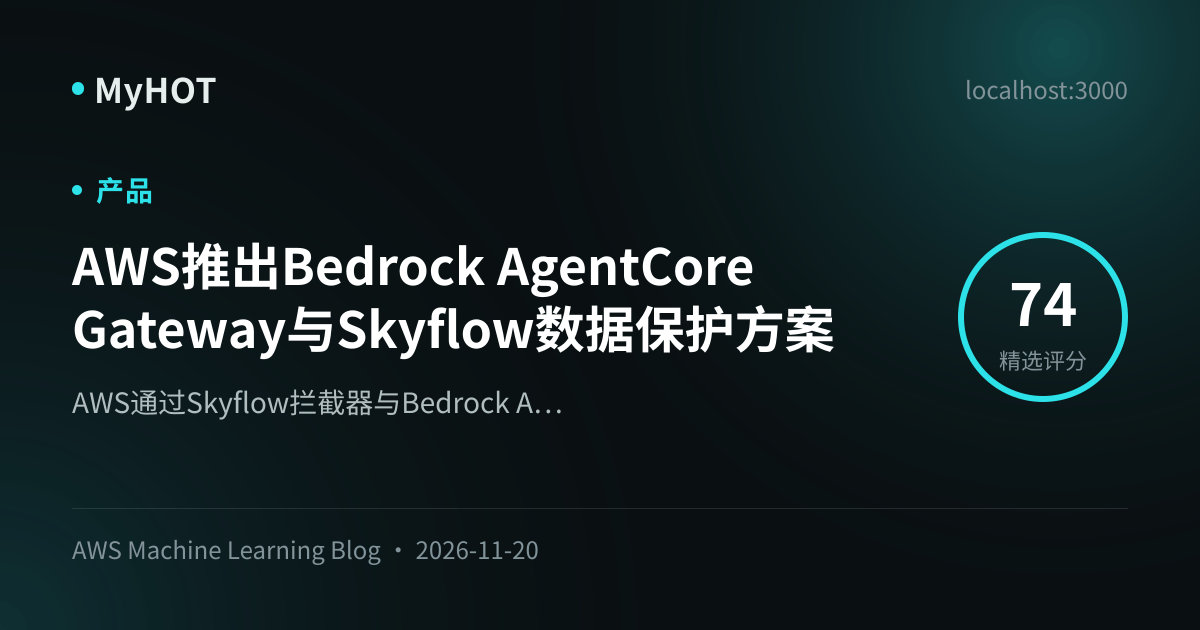 MyHOT
localhost:3000
产品
AWS推出Bedrock AgentCore
Gateway与Skyflow数据保护方案
74
精选评分
AWS通过Skyflow拦截器与Bedrock A…
AWS Machine Learning Blog · 2026-11-20